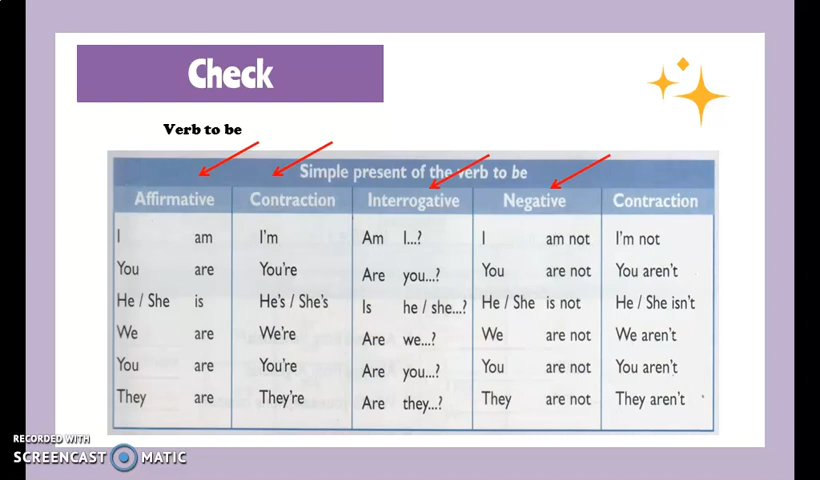 Check
Verb to be
Simple present of the verb to be
Affirmative Contraction Interrogative Negative Contraction
I am I'm Am I...? I am not I'm not
You are You're Are you...? You are not You aren't
He / She is He's / She's Is he / she...? He / She is not He / She isn't
We are We're Are we...? We are not We aren't
You are You're Are you...? You are not You aren't
They are They're Are they...? They are not They aren't
RECORDED WITH
SCREENCAST MATIC